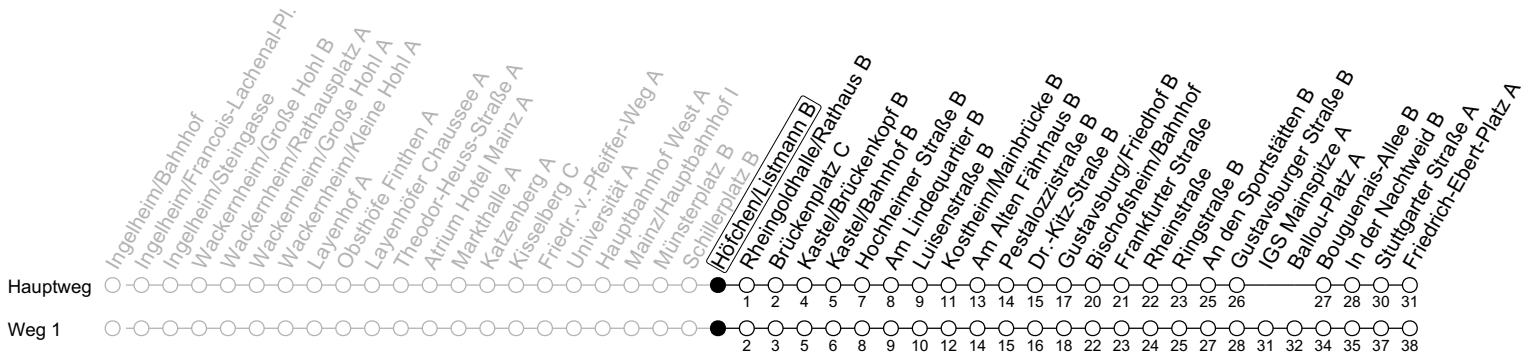 Ingelheim/Bahnhof
Ingelheim/Francois-Lachenal-Pl.
Ingelheim/Steingasse
Wackernheim/Große Hohl B
Wackernheim/Rathausplatz A
Wackernheim/Große Hohl A
Wackernheim/Kleine Hohl A
Layenhof A
Obsthöfe Finthen A
Layenhöfer Chaussee A
Theodor-Heuss-Straße A
Atrium Hotel Mainz A
Markthalle A
Katzenberg A
Kisselberg C
Friedr.-v.-Pfeiffer-Weg A
Universität A
Hauptbahnhof West A
Mainz/Hauptbahnhof I
Münsterplatz B
Schillerplatz B
Höfchen/Listmann B
Rheingoldhalle/Rathaus B
Brückenplatz C
Kastel/Brückenkopf B
Kastel/Bahnhof B
Hochheimer Straße B
Am Lindequartier B
Luisenstraße B
Kostheim/Mainbrücke B
Am Alten Fährhaus B
Pestalozzistraße B
Dr.-Kitz-Straße B
Gustavsburg/Friedhof B
Bischofsheim/Bahnhof
Frankfurter Straße
Rheinstraße
Ringstraße B
An den Sportstätten B
Gustavsburger Straße B
IGS Mainspitze A
Ballou-Platz A
Bouguenais-Allee B
In der Nachtweid B
Stuttgarter Straße A
Friedrich-Ebert-Platz A
Hauptweg
1 2 4 5 7 8 9 11 13 14 15 17 20 21 22 23 25 26 27 28 30 31
Weg 1
2 3 5 6 8 9 10 12 14 15 16 18 22 23 24 25 27 28 31 32 34 35 37 38